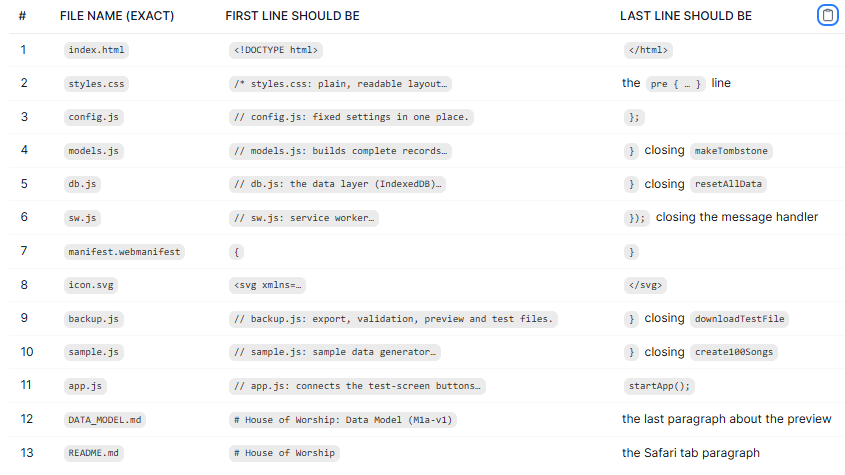 # FILE NAME (EXACT) FIRST LINE SHOULD BE LAST LINE SHOULD BE
1 index.html <!DOCTYPE html> </html>
2 styles.css /* styles.css: plain, readable layout… the pre { … } line
3 config.js // config.js: fixed settings in one place. };
4 models.js // models.js: builds complete records… } closing makeTombstone
5 db.js // db.js: the data layer (IndexedDB)… } closing resetAllData
6 sw.js // sw.js: service worker… }); closing the message handler
7 manifest.webmanifest { }
8 icon.svg <svg xmlns=… </svg>
9 backup.js // backup.js: export, validation, preview and test files. } closing downloadTestFile
10 sample.js // sample.js: sample data generator… } closing create100Songs
11 app.js // app.js: connects the test-screen buttons… startApp();
12 DATA_MODEL.md # House of Worship: Data Model (M1a-v1) the last paragraph about the preview
13 README.md # House of Worship the Safari tab paragraph